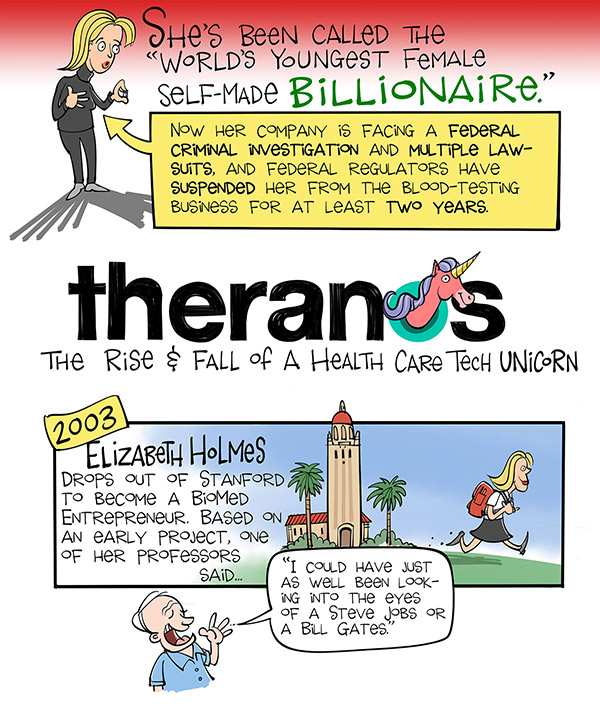 She's been called the
"World's youngest female
self-made billionaire."
Now her company is facing a federal
criminal investigation and multiple law-
suits, and federal regulators have
suspended her from the blood-testing
business for at least two years.
theranos
The Rise & Fall of a Health Care Tech Unicorn
2003
Elizabeth Holmes
drops out of Stanford
to become a biomed
entrepreneur. Based on
an early project, one
of her professors
said...
"I could have just
as well been look-
ing into the eyes
of a Steve Jobs or
a Bill Gates."